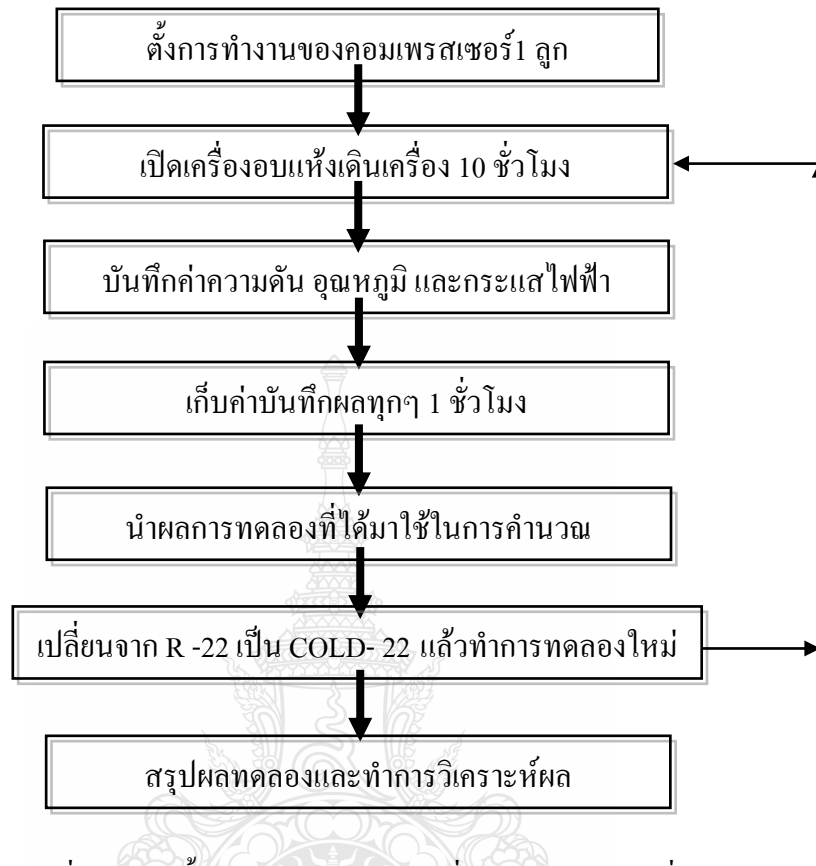 ตั้งการทำงานของคอมเพรสเซอร์1 ลูก
เปิดเครื่องอบแห้งเดินเครื่อง 10 ชั่วโมง
บันทึกค่าความดัน อุณหภูมิ และกระแสไฟฟ้า
เก็บค่าบันทึกผลทุกๆ 1 ชั่วโมง
นำผลการทดลองที่ได้มาใช้ในการคำนวณ
เปลี่ยนจาก R -22 เป็น COLD- 22 แล้วทำการทดลองใหม่
สรุปผลทดลองและทำการวิเคราะห์ผล